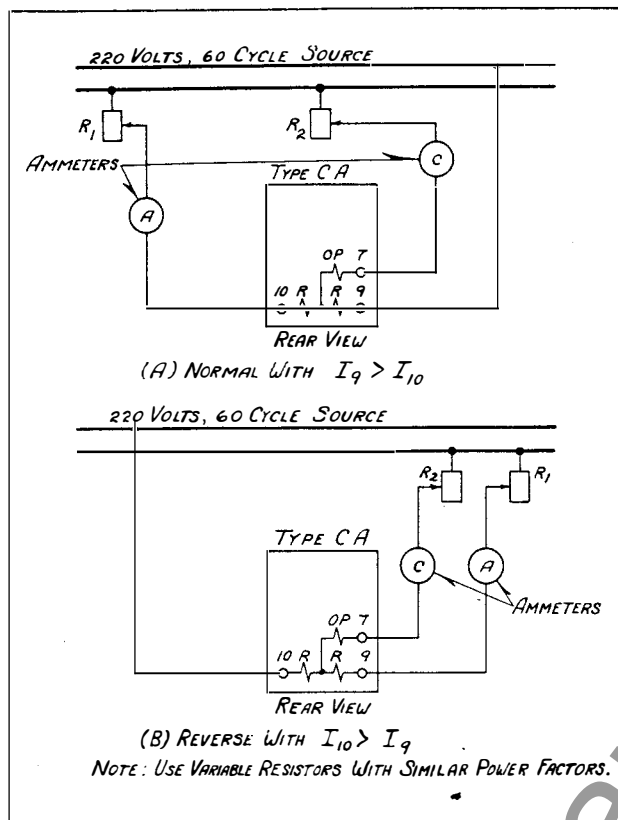 220 VOLTS, 60 CYCLE SOURCE
R1
R2
AMMETERS
C
A
TYPE CA
OP 7
10 R R 9
REAR VIEW
(A) NORMAL WITH I9 > I10
220 VOLTS, 60 CYCLE SOURCE
R2
R1
TYPE CA
C
A
AMMETERS
OP 7
10 R R 9
REAR VIEW
(B) REVERSE WITH I10 > I9
NOTE: USE VARIABLE RESISTORS WITH SIMILAR POWER FACTORS.